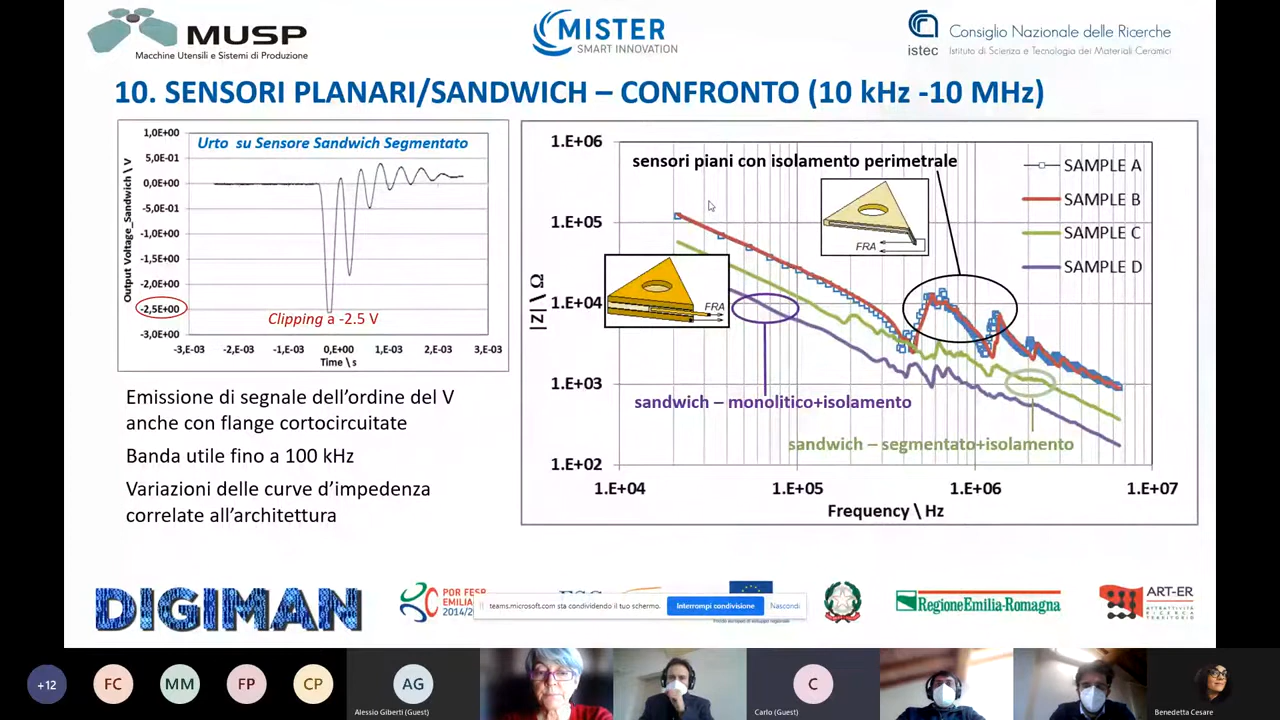 MUSP
Macchine Utensili e Sistemi di Produzione
MISTER
SMART INNOVATION
istec
Consiglio Nazionale delle Ricerche
Istituto di Scienza e Tecnologia dei Materiali Ceramici
10. SENSORI PLANARI/SANDWICH – CONFRONTO (10 kHz -10 MHz)
Urto su Sensore Sandwich Segmentato
Output Voltage_Sandwich \ V
1,0E+00
5,0E-01
0,0E+00
-5,0E-01
-1,0E+00
-1,5E+00
-2,0E+00
-2,5E+00
-3,0E+00
Clipping a -2.5 V
-3,E-03
-2,E-03
-1,E-03
0,E+00
1,E-03
2,E-03
3,E-03
Time \ s
Emissione di segnale dell'ordine del V
anche con flange cortocircuitate
Banda utile fino a 100 kHz
Variazioni delle curve d'impedenza
correlate all'architettura
|z| \ Ω
1.E+06
1.E+05
1.E+04
1.E+03
1.E+02
sensori piani con isolamento perimetrale
SAMPLE A
SAMPLE B
SAMPLE C
SAMPLE D
FRA
FRA
sandwich – monolitico+isolamento
sandwich – segmentato+isolamento
1.E+04
1.E+05
1.E+06
1.E+07
Frequency \ Hz
DIGIMAN
POR FESR
EMILIA
2014/20
teams.microsoft.com sta condividendo il tuo schermo.
Interrompi condivisione
Nascondi
RegioneEmilia-Romagna
ART-ER
ATTRATTIVITÀ
RICERCA
TERRITORIO
+12
FC
MM
FP
CP
AG
Alessio Giberti (Guest)
C
Carlo (Guest)
Benedetta Cesare